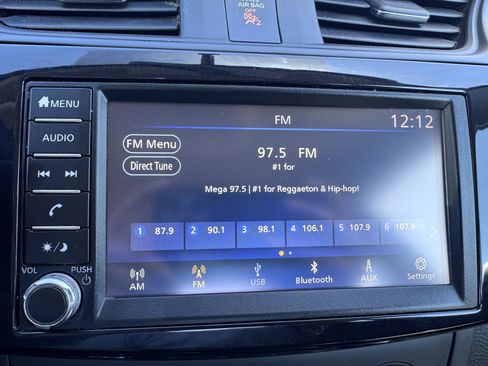 AIR BAG
OFF
2
MENU
FM
12:12
AUDIO
FM Menu
97.5 FM
Direct Tune
#1 for
Mega 97.5 | #1 for Reggaeton & Hip-hop!
1 87.9 2 90.1 3 98.1 4 106.1 5 107.9 6 107.9
VOL PUSH
AM FM USB Bluetooth AUX Settings